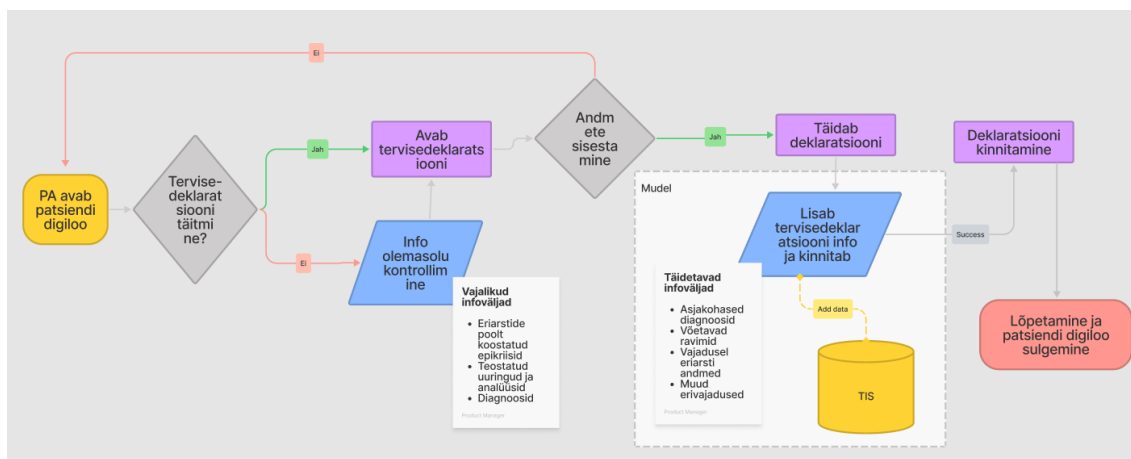 Ei
PA avab
patsiendi
digiloo
Tervise-
deklarat
siooni
täitmi
ne?
Jah
Ei
Avab
tervisedeklarats
iooni
Info
olemasolu
kontrollim
ine
Vajalikud
infoväljad
Eriarstide
poolt
koostatud
epikriisid
Teostatud
uuringud ja
analüüsid
Diagnoosid
Product Manager
Andm
ete
sisesta
mine
Jah
Täidab
deklaratsiooni
Mudel
Lisab
tervisedeklar
atsiooni info
ja kinnitab
Täidetavad
infoväljad
Asjakohased
diagnoosid
Võetavad
ravimid
Vajadusel
eriarsti
andmed
Muud
erivajadused
Product Manager
Add data
TIS
Success
Deklaratsiooni
kinnitamine
Lõpetamine ja
patsiendi digiloo
sulgemine